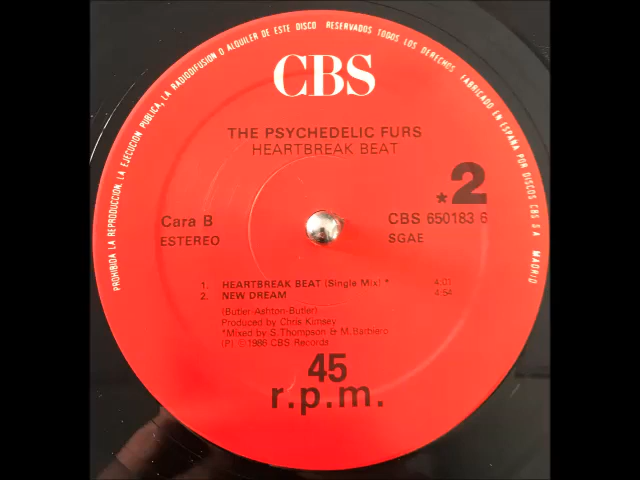 PROHIBIDA LA REPRODUCCION, LA EJECUCION PUBLICA, LA RADIODIFUSION O ALQUILER DE ESTE DISCO RESERVADOS TODOS LOS DERECHOS FABRICADO EN ESPAÑA POR DISCOS CBS S A MADRID
CBS
THE PSYCHEDELIC FURS
HEARTBREAK BEAT
*2
Cara B
CBS 650183 6
ESTEREO
SGAE
1. HEARTBREAK BEAT (Single Mix) * 4:01
2. NEW DREAM 4:54
(Butler-Ashton-Butler)
Produced by Chris Kimsey
*Mixed by S. Thompson & M. Barbiero
(P) ©1986 CBS Records
45
r.p.m.